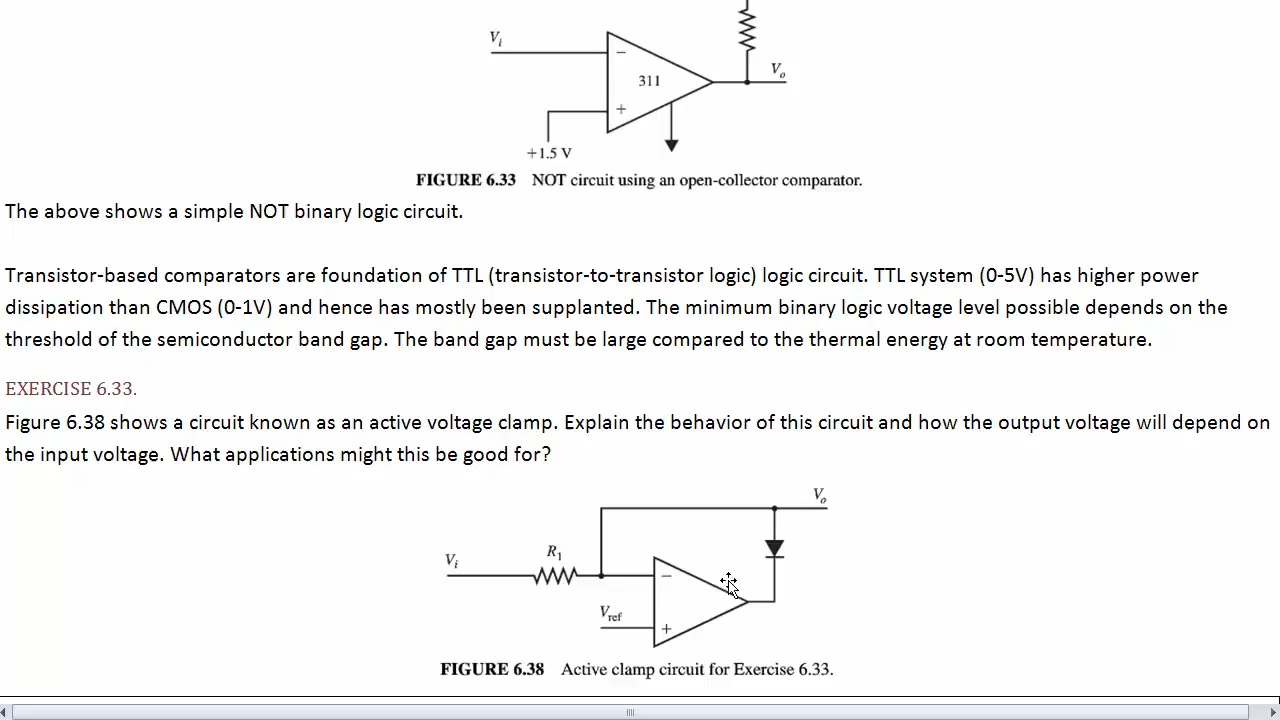 Vi
−
311
Vo
+
+1.5 V
FIGURE 6.33 NOT circuit using an open-collector comparator.
The above shows a simple NOT binary logic circuit.
Transistor-based comparators are foundation of TTL (transistor-to-transistor logic) logic circuit. TTL system (0-5V) has higher power
dissipation than CMOS (0-1V) and hence has mostly been supplanted. The minimum binary logic voltage level possible depends on the
threshold of the semiconductor band gap. The band gap must be large compared to the thermal energy at room temperature.
EXERCISE 6.33.
Figure 6.38 shows a circuit known as an active voltage clamp. Explain the behavior of this circuit and how the output voltage will depend on
the input voltage. What applications might this be good for?
Vo
Vi
R1
−
Vref
+
FIGURE 6.38 Active clamp circuit for Exercise 6.33.